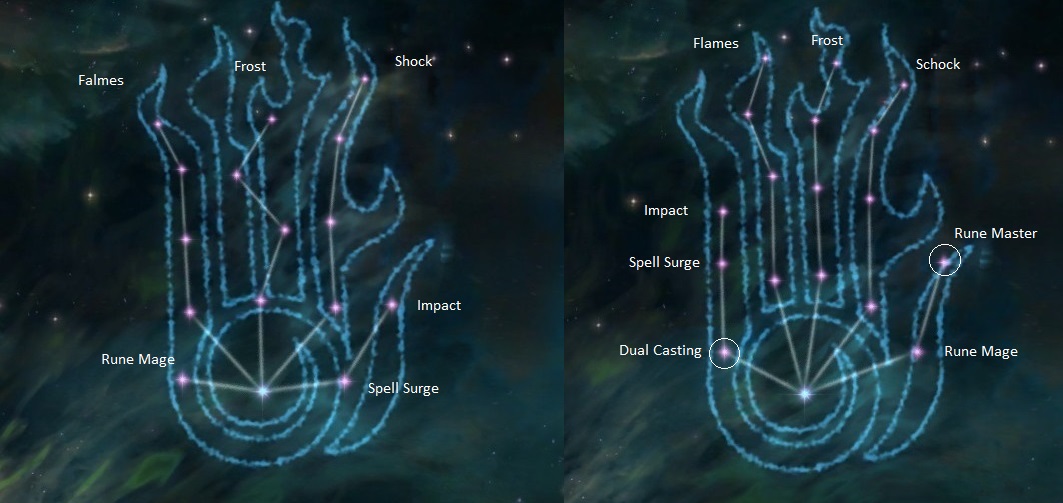 Falmes
Frost
Shock
Impact
Rune Mage
Spell Surge
Flames
Frost
Schock
Impact
Rune Master
Spell Surge
Dual Casting
Rune Mage